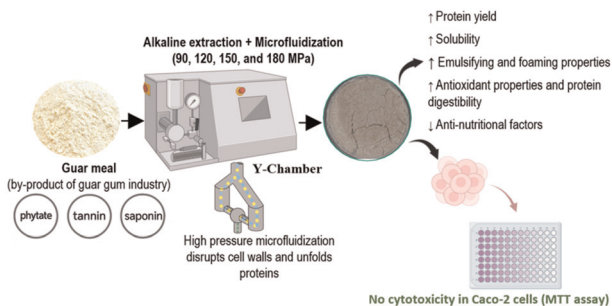 Alkaline extraction + Microfluidization
(90, 120, 150, and 180 MPa)
↑ Protein yield
↑ Solubility
↑ Emulsifying and foaming properties
↑ Antioxidant properties and protein
digestibility
↓ Anti-nutritional factors
Guar meal
(by-product of guar gum industry)
phytate
tannin
saponin
Y-Chamber
High pressure microfluidization
disrupts cell walls and unfolds
proteins
No cytotoxicity in Caco-2 cells (MTT assay)